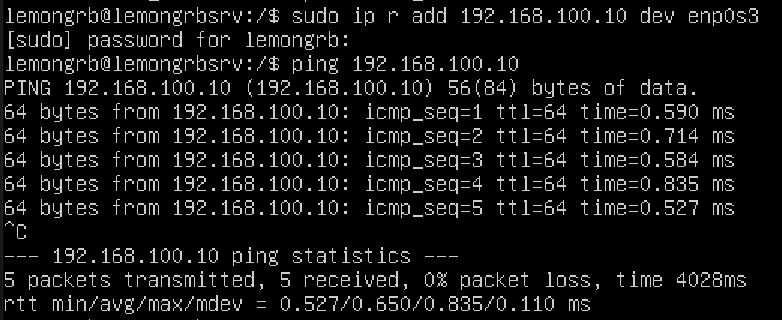 lemongrb@lemongrbsrv:/$ sudo ip r add 192.168.100.10 dev enp0s3
[sudo] password for lemongrb:
lemongrb@lemongrbsrv:/$ ping 192.168.100.10
PING 192.168.100.10 (192.168.100.10) 56(84) bytes of data.
64 bytes from 192.168.100.10: icmp_seq=1 ttl=64 time=0.590 ms
64 bytes from 192.168.100.10: icmp_seq=2 ttl=64 time=0.714 ms
64 bytes from 192.168.100.10: icmp_seq=3 ttl=64 time=0.584 ms
64 bytes from 192.168.100.10: icmp_seq=4 ttl=64 time=0.835 ms
64 bytes from 192.168.100.10: icmp_seq=5 ttl=64 time=0.527 ms
^C
--- 192.168.100.10 ping statistics ---
5 packets transmitted, 5 received, 0% packet loss, time 4028ms
rtt min/avg/max/mdev = 0.527/0.650/0.835/0.110 ms